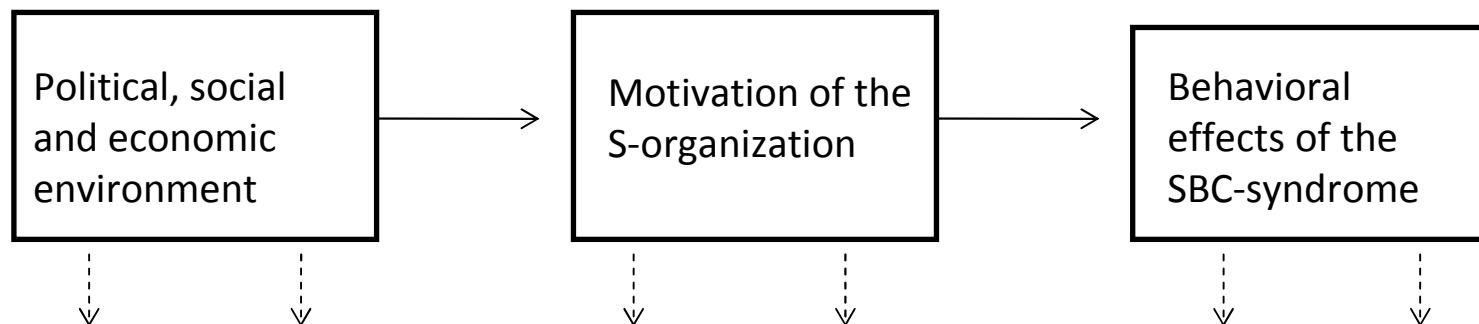 Political, social
and economic
environment
Motivation of the
S-organization
Behavioral
effects of the
SBC-syndrome